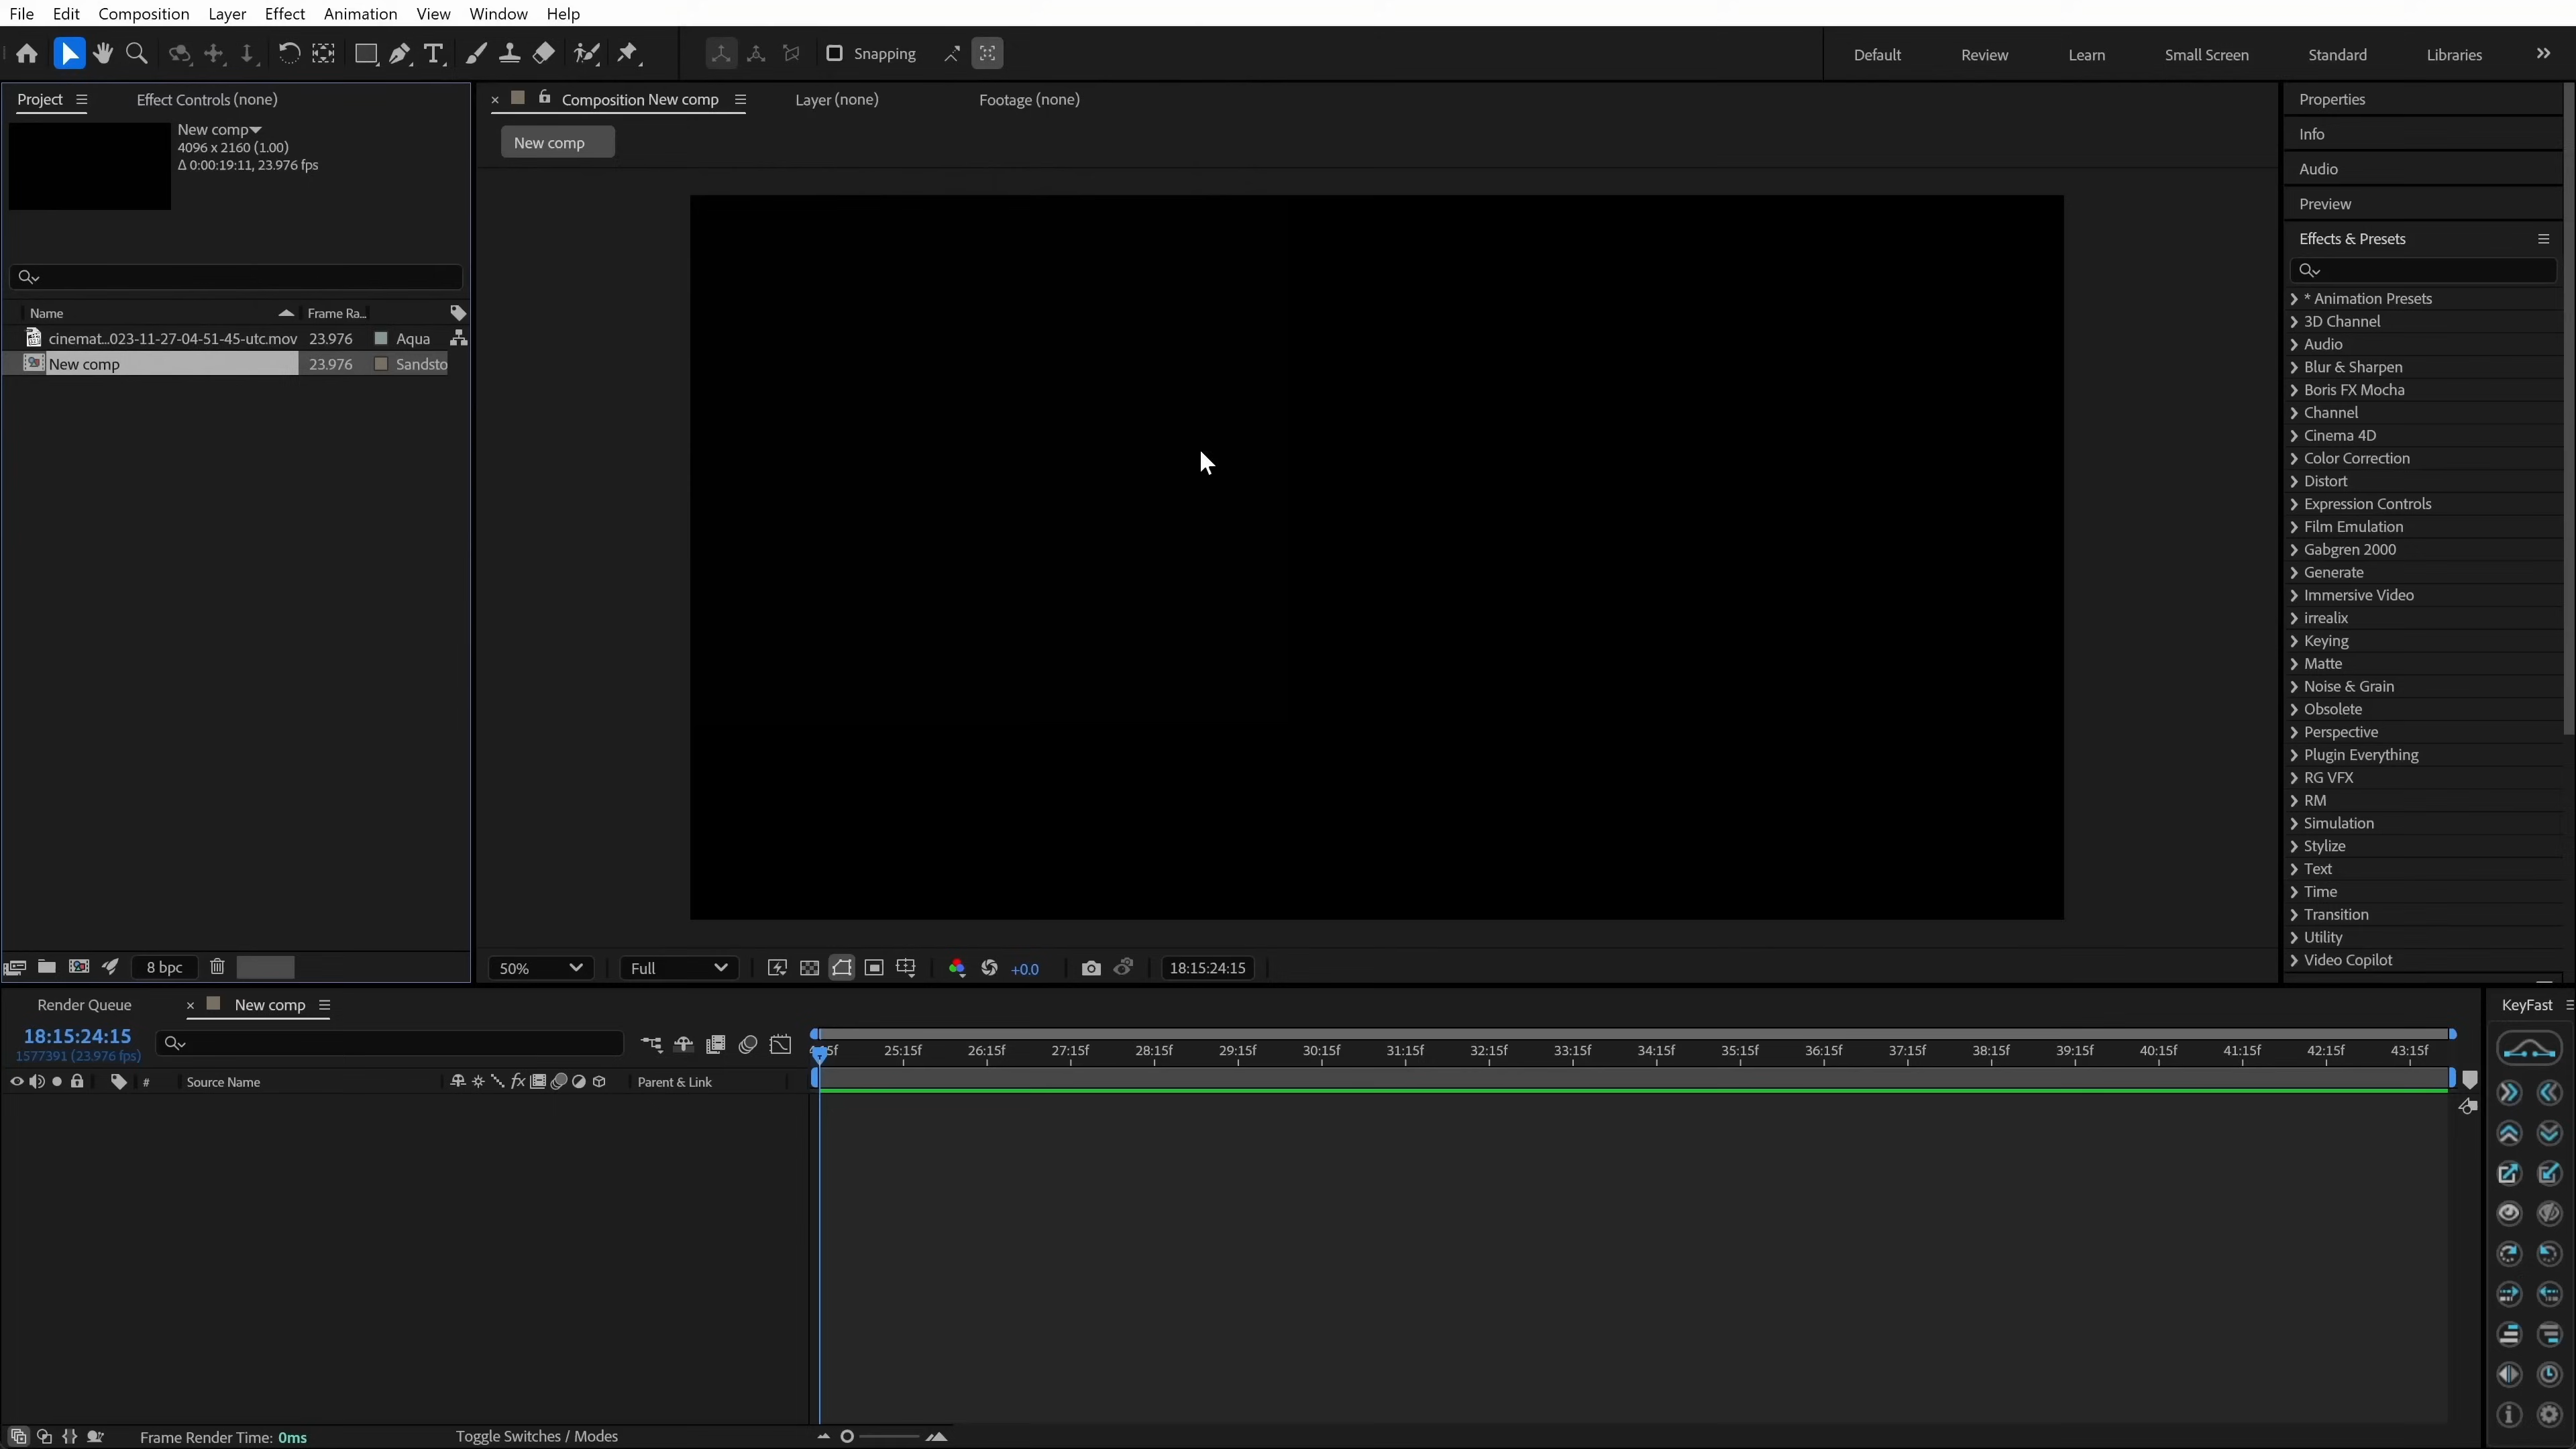 File Edit Composition Layer Effect Animation View Window Help
Snapping
Default Review Learn Small Screen Standard Libraries
Project
Effect Controls (none)
New comp
4096 x 2160 (1.00)
Δ 0:00:19:11, 23.976 fps
Name Frame Ra...
cinemat...023-11-27-04-51-45-utc.mov 23.976 Aqua
New comp 23.976 Sandsto
8 bpc
× Composition New comp Layer (none) Footage (none)
New comp
50% Full +0.0 18:15:24:15
Properties
Info
Audio
Preview
Effects & Presets
* Animation Presets
3D Channel
Audio
Blur & Sharpen
Boris FX Mocha
Channel
Cinema 4D
Color Correction
Distort
Expression Controls
Film Emulation
Gabgren 2000
Generate
Immersive Video
irrealix
Keying
Matte
Noise & Grain
Obsolete
Perspective
Plugin Everything
RG VFX
RM
Simulation
Stylize
Text
Time
Transition
Utility
Video Copilot
Render Queue × New comp
18:15:24:15
1577391 (23.976 fps)
# Source Name fx Parent & Link
25:15f 26:15f 27:15f 28:15f 29:15f 30:15f 31:15f 32:15f 33:15f 34:15f 35:15f 36:15f 37:15f 38:15f 39:15f 40:15f 41:15f 42:15f 43:15f
KeyFast
Frame Render Time: 0ms Toggle Switches / Modes